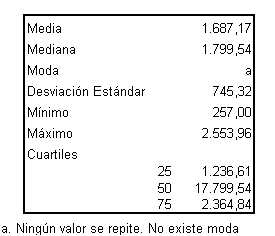 Media 1.687,17
Mediana 1.799,54
Moda a
Desviación Estándar 745,32
Mínimo 257,00
Máximo 2.553,96
Cuartiles
25 1.236,61
50 17.799,54
75 2.364,84
a. Ningún valor se repite. No existe moda